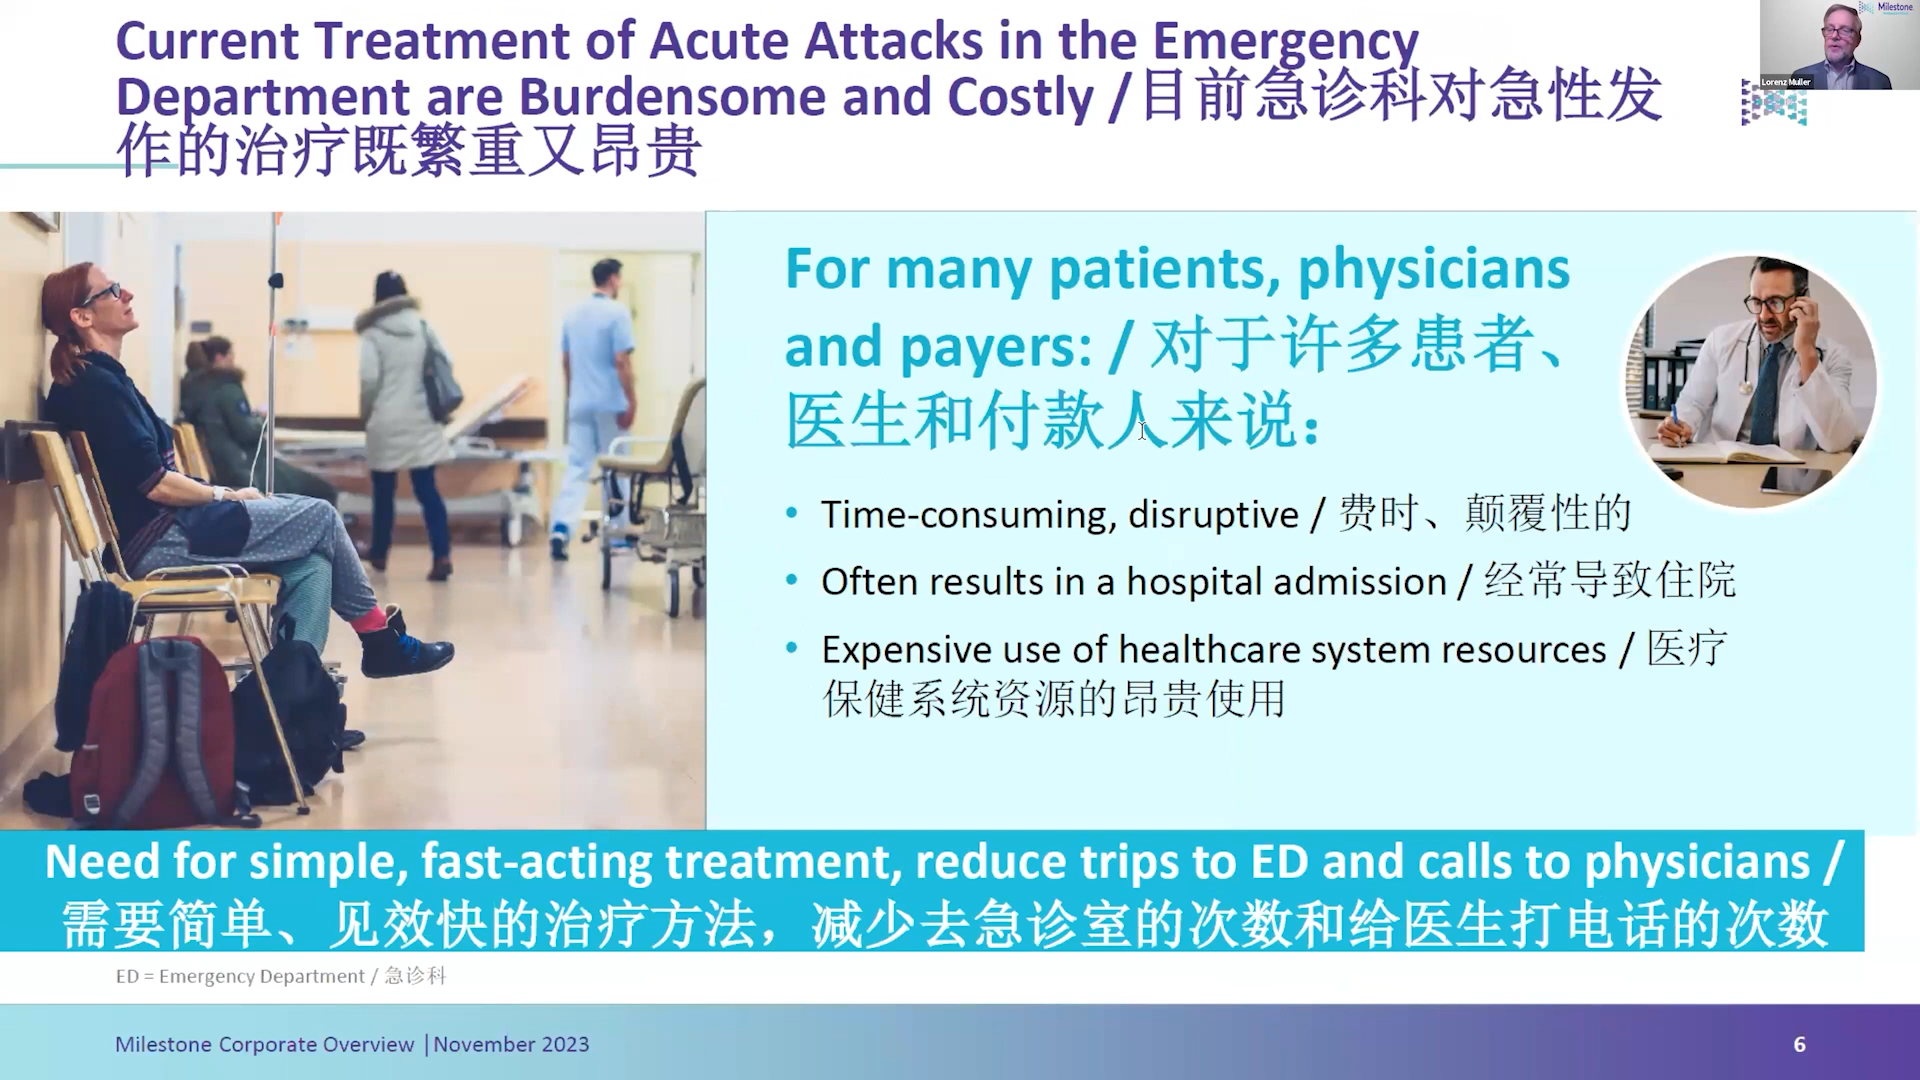 Current Treatment of Acute Attacks in the Emergency
Department are Burdensome and Costly /目前急诊科对急性发
作的治疗既繁重又昂贵
Milestone
Lorenz Muller
For many patients, physicians
and payers: / 对于许多患者、
医生和付款人来说：
• Time-consuming, disruptive / 费时、颠覆性的
• Often results in a hospital admission / 经常导致住院
• Expensive use of healthcare system resources / 医疗
保健系统资源的昂贵使用
Need for simple, fast-acting treatment, reduce trips to ED and calls to physicians /
需要简单、见效快的治疗方法，减少去急诊室的次数和给医生打电话的次数
ED = Emergency Department / 急诊科
Milestone Corporate Overview | November 2023
6